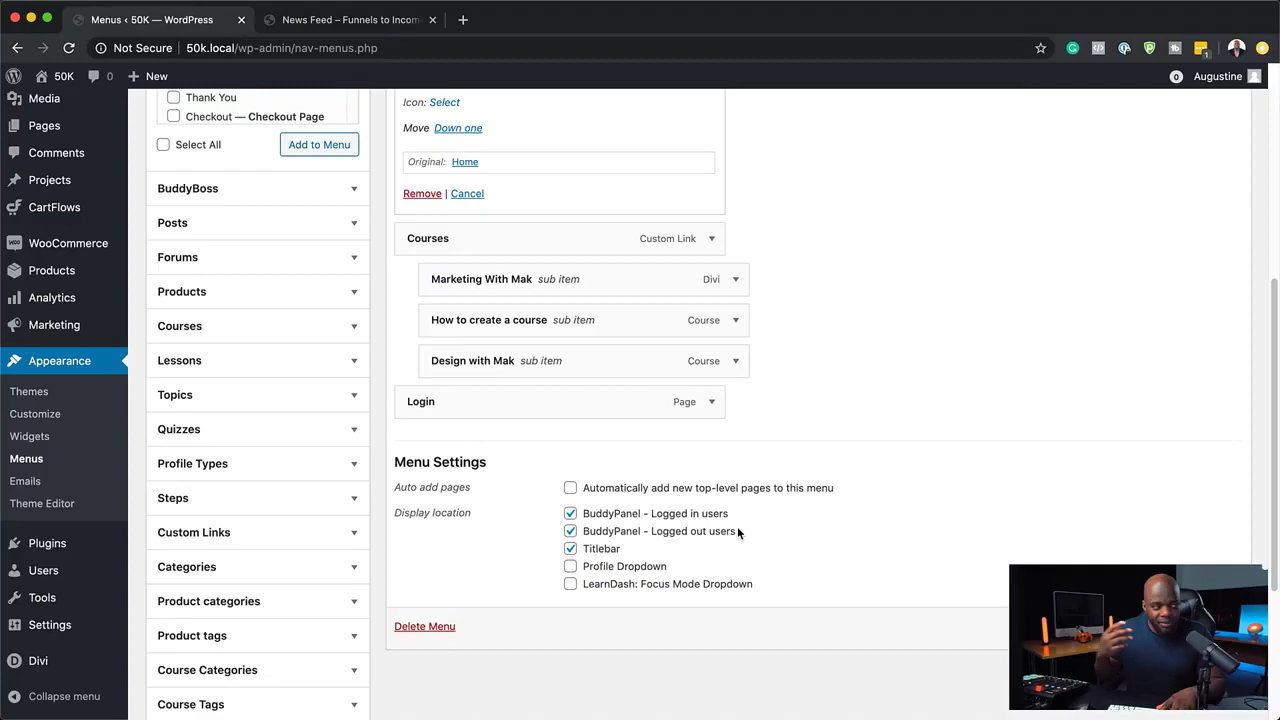 Menus ‹ 50K — WordPress
News Feed – Funnels to Incom
Not Secure
50k.local/wp-admin/nav-menus.php
1
50K
0
New
0
Augustine
Media
Pages
Comments
Projects
CartFlows
WooCommerce
Products
Analytics
Marketing
Appearance
Themes
Customize
Widgets
Menus
Emails
Theme Editor
Plugins
Users
Tools
Settings
Divi
Collapse menu
Thank You
Checkout — Checkout Page
Select All
Add to Menu
BuddyBoss
Posts
Forums
Products
Courses
Lessons
Topics
Quizzes
Profile Types
Steps
Custom Links
Categories
Product categories
Product tags
Course Categories
Course Tags
Icon: Select
Move Down one
Original: Home
Remove | Cancel
Courses Custom Link
Marketing With Mak sub item Divi
How to create a course sub item Course
Design with Mak sub item Course
Login Page
Menu Settings
Auto add pages
Automatically add new top-level pages to this menu
Display location
BuddyPanel - Logged in users
BuddyPanel - Logged out users
Titlebar
Profile Dropdown
LearnDash: Focus Mode Dropdown
Delete Menu